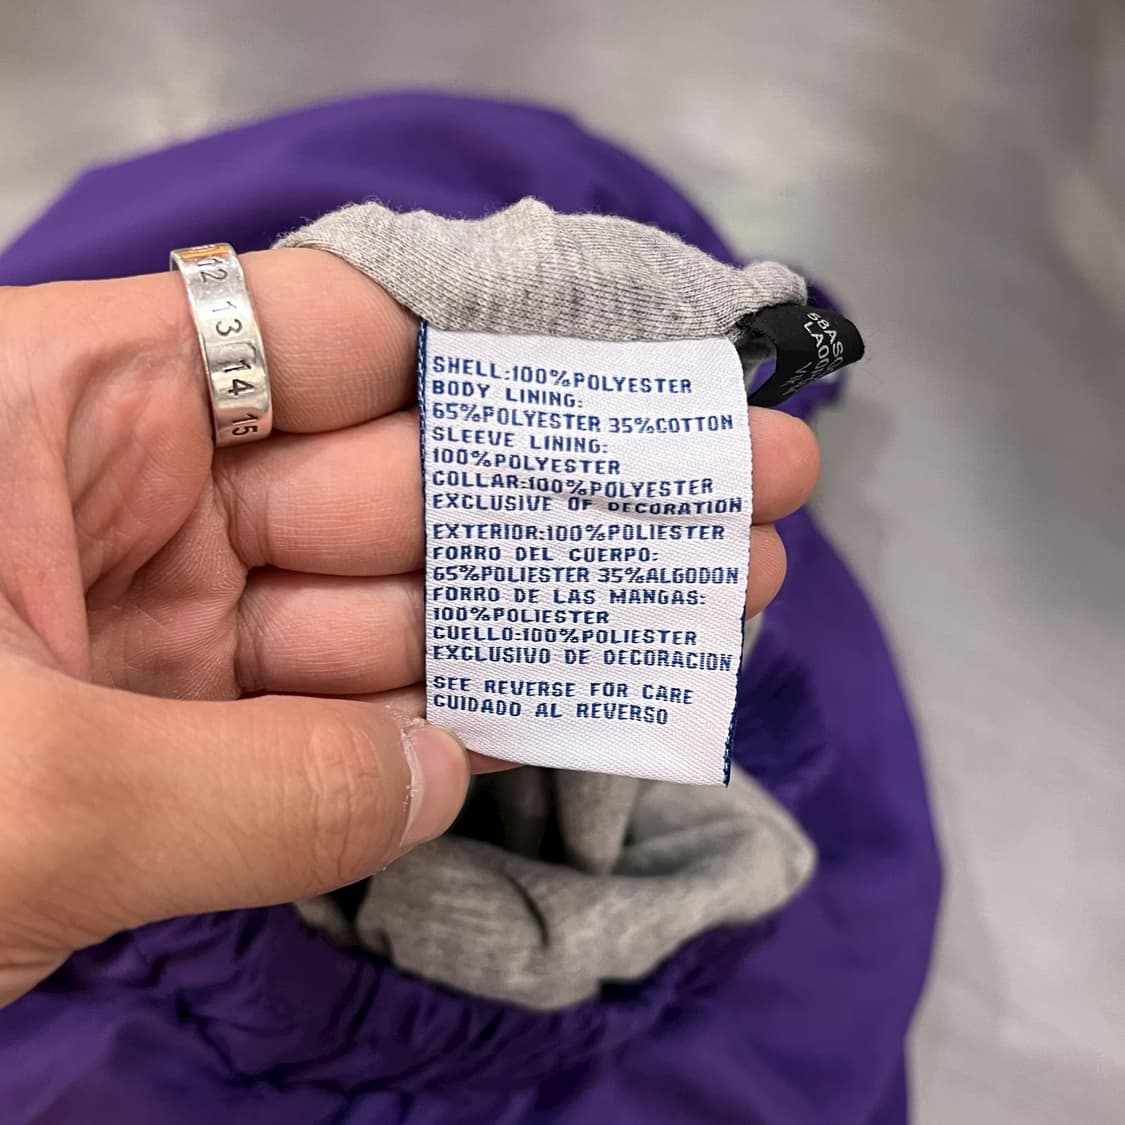 12 13 14 15
SHELL:100%POLYESTER
BODY LINING:
65%POLYESTER 35%COTTON
SLEEVE LINING:
100%POLYESTER
COLLAR:100%POLYESTER
EXCLUSIVE OF DECORATION
EXTERIOR:100%POLIESTER
FORRO DEL CUERPO:
65%POLIESTER 35%ALGODON
FORRO DE LAS MANGAS:
100%POLIESTER
CUELLO:100%POLIESTER
EXCLUSIVO DE DECORACION
SEE REVERSE FOR CARE
CUIDADO AL REVERSO